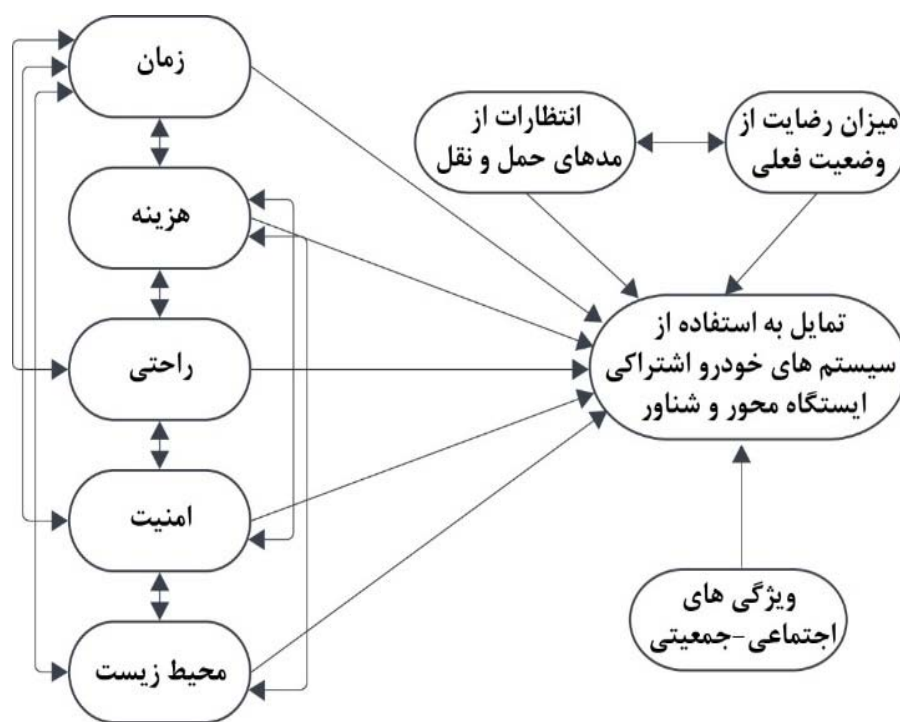 زمان
هزینه
راحتی
امنیت
محیط زیست
انتظارات از
مدهای حمل و نقل
میزان رضایت از
وضعیت فعلی
تمایل به استفاده از
سیستم های خودرو اشتراکی
ایستگاه محور و شناور
ویژگی های
اجتماعی-جمعیتی